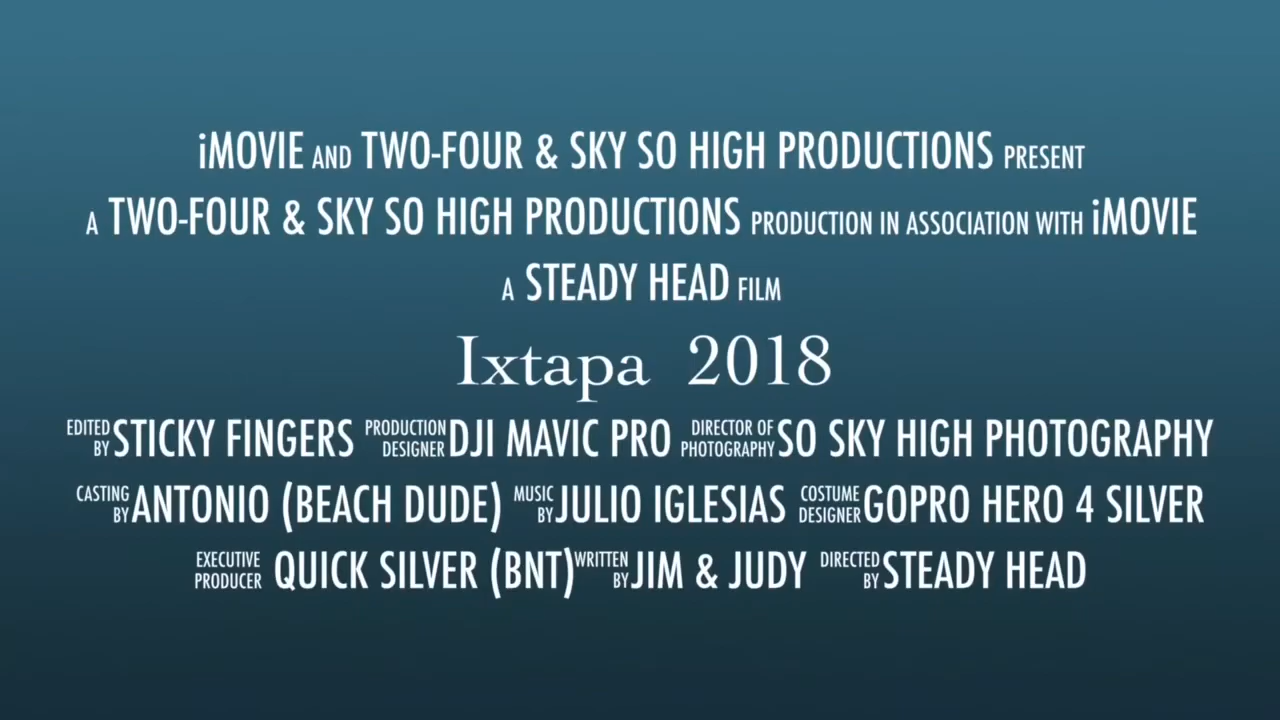 iMOVIE AND TWO-FOUR & SKY SO HIGH PRODUCTIONS PRESENT
A TWO-FOUR & SKY SO HIGH PRODUCTIONS PRODUCTION IN ASSOCIATION WITH iMOVIE
A STEADY HEAD FILM
Ixtapa 2018
EDITED BY STICKY FINGERS PRODUCTION DESIGNER DJI MAVIC PRO DIRECTOR OF PHOTOGRAPHY SO SKY HIGH PHOTOGRAPHY
CASTING BY ANTONIO (BEACH DUDE) MUSIC BY JULIO IGLESIAS COSTUME DESIGNER GOPRO HERO 4 SILVER
EXECUTIVE PRODUCER QUICK SILVER (BNT) WRITTEN BY JIM & JUDY DIRECTED BY STEADY HEAD